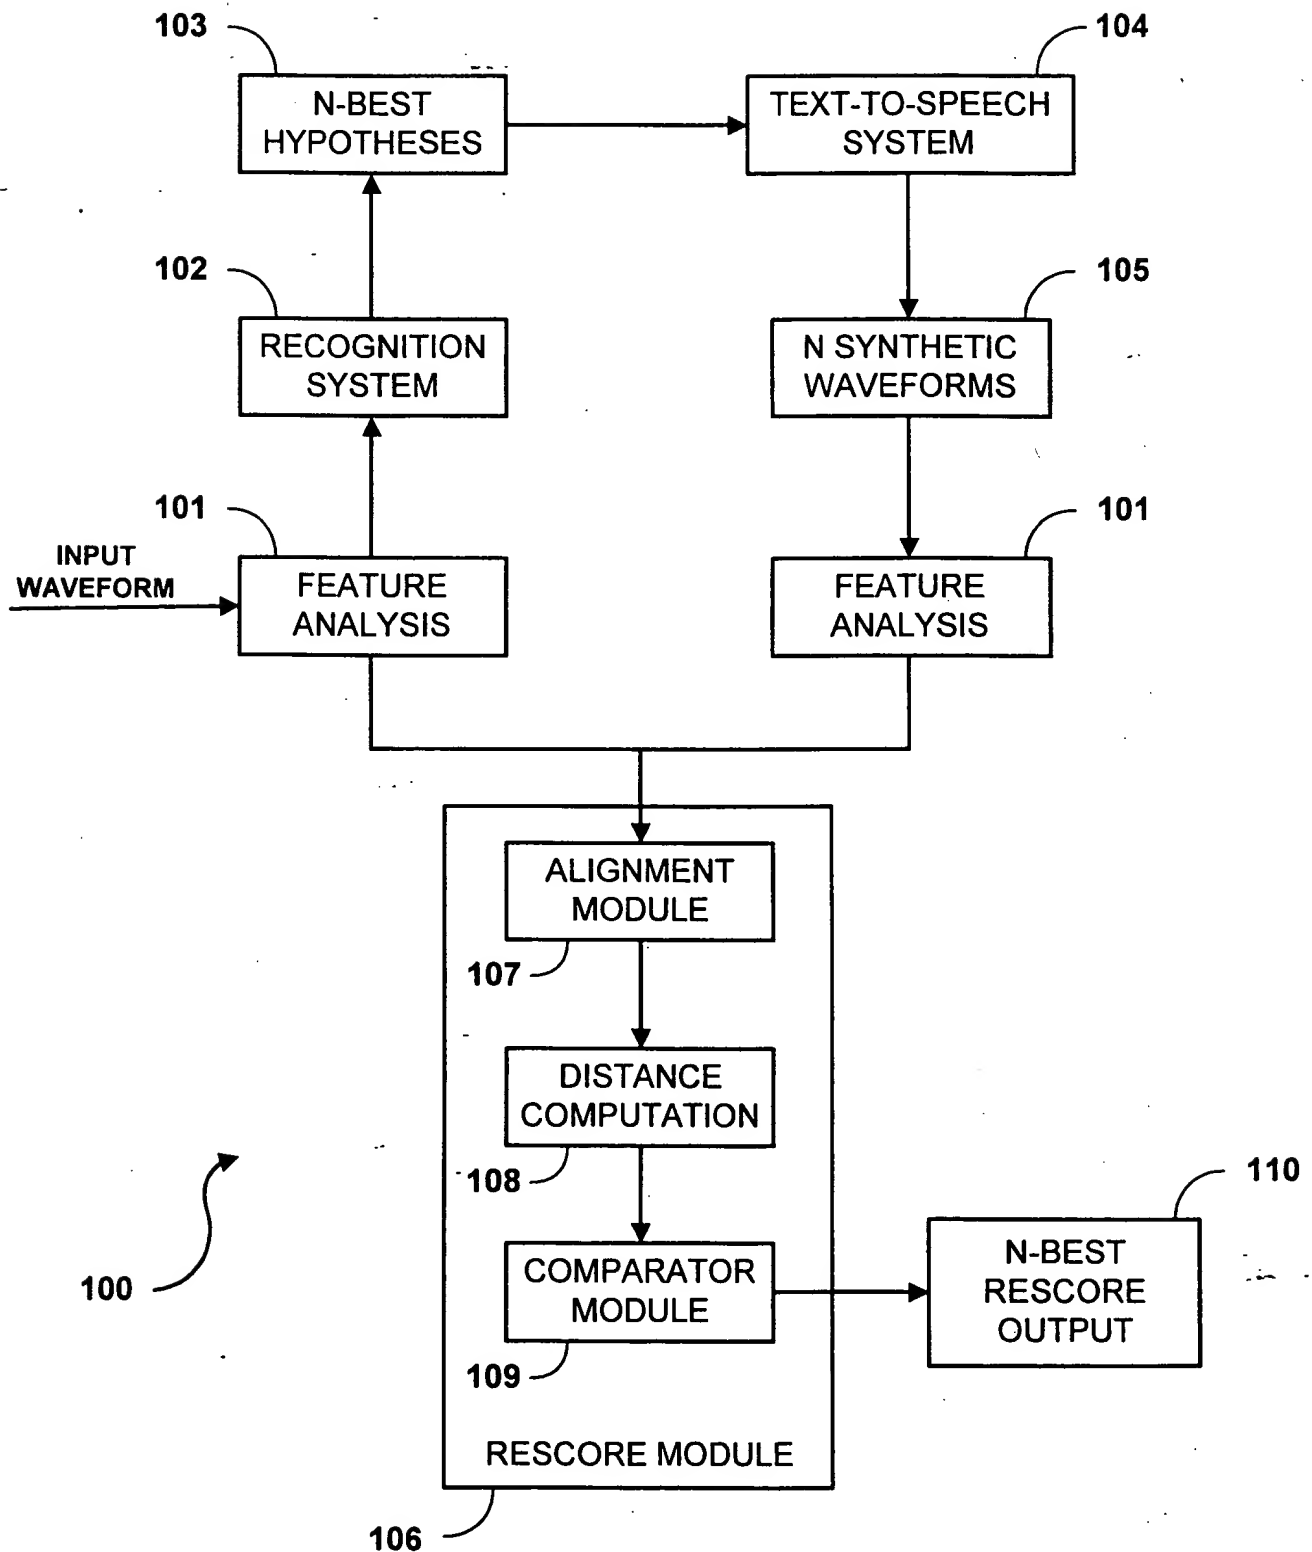 103
104
N-BEST
HYPOTHESES
TEXT-TO-SPEECH
SYSTEM
102
105
RECOGNITION
SYSTEM
N SYNTHETIC
WAVEFORMS
101
101
INPUT
WAVEFORM
FEATURE
ANALYSIS
FEATURE
ANALYSIS
ALIGNMENT
MODULE
107
DISTANCE
COMPUTATION
108
110
COMPARATOR
MODULE
N-BEST
RESCORE
OUTPUT
100
109
RESCORE MODULE
106